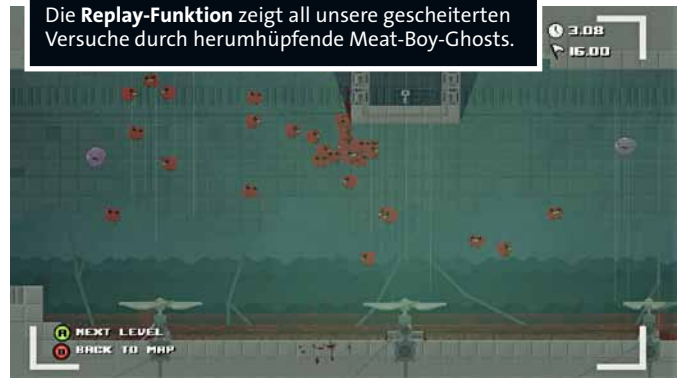 Die Replay-Funktion zeigt all unsere gescheiterten
Versuche durch herumhüpfende Meat-Boy-Ghosts.
3.08
16.00
A NEXT LEVEL
B BACK TO MAP